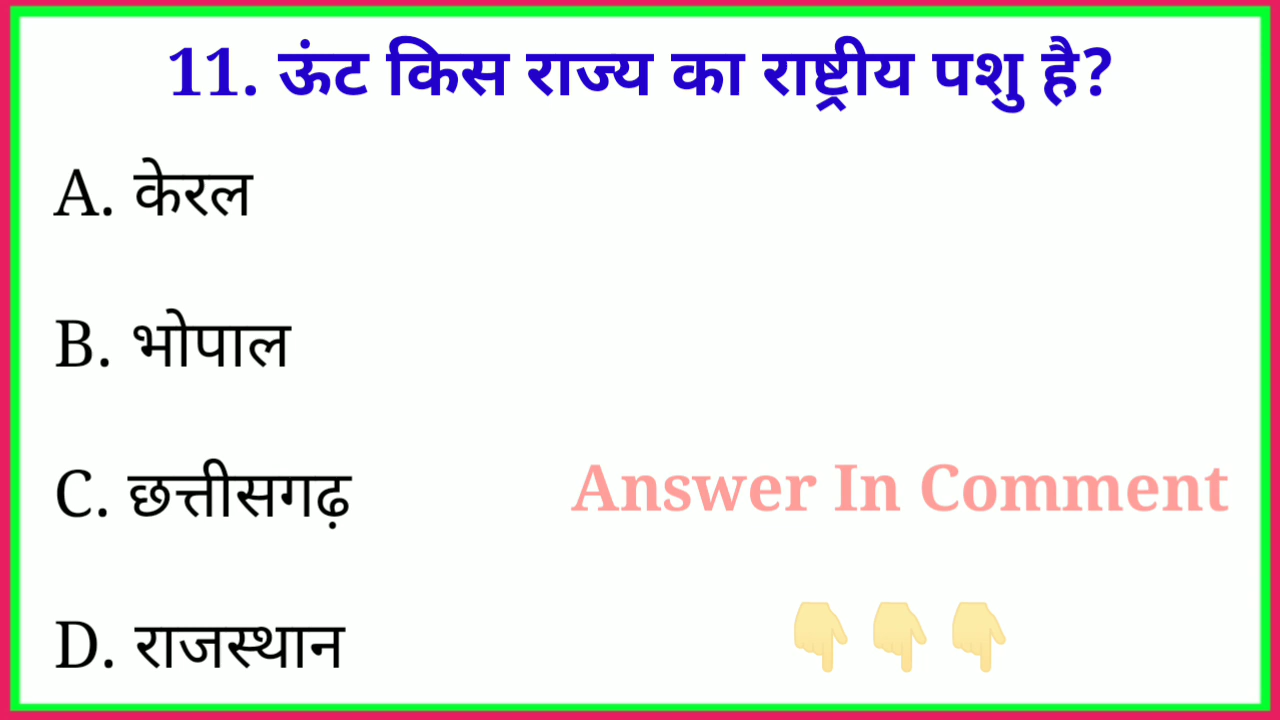 11. ऊंट किस राज्य का राष्ट्रीय पशु है?
A. केरल
B. भोपाल
C. छत्तीसगढ़
Answer In Comment
D. राजस्थान
👇👇👇